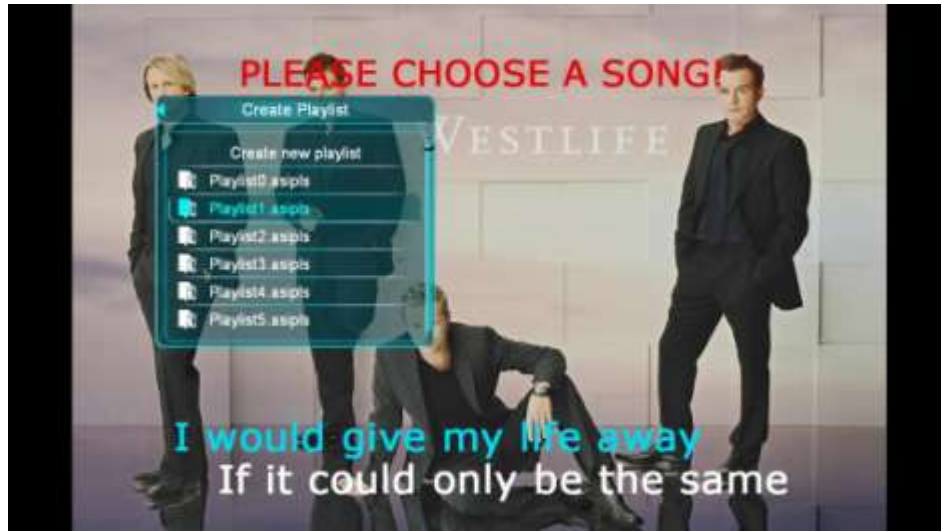 PLEASE CHOOSE A SONG!
Create Playlist
WESTLIFE
Create new playlist
Playlist0.asipls
Playlist1.asipls
Playlist2.asipls
Playlist3.asipls
Playlist4.asipls
Playlist5.asipls
I would give my life away
If it could only be the same